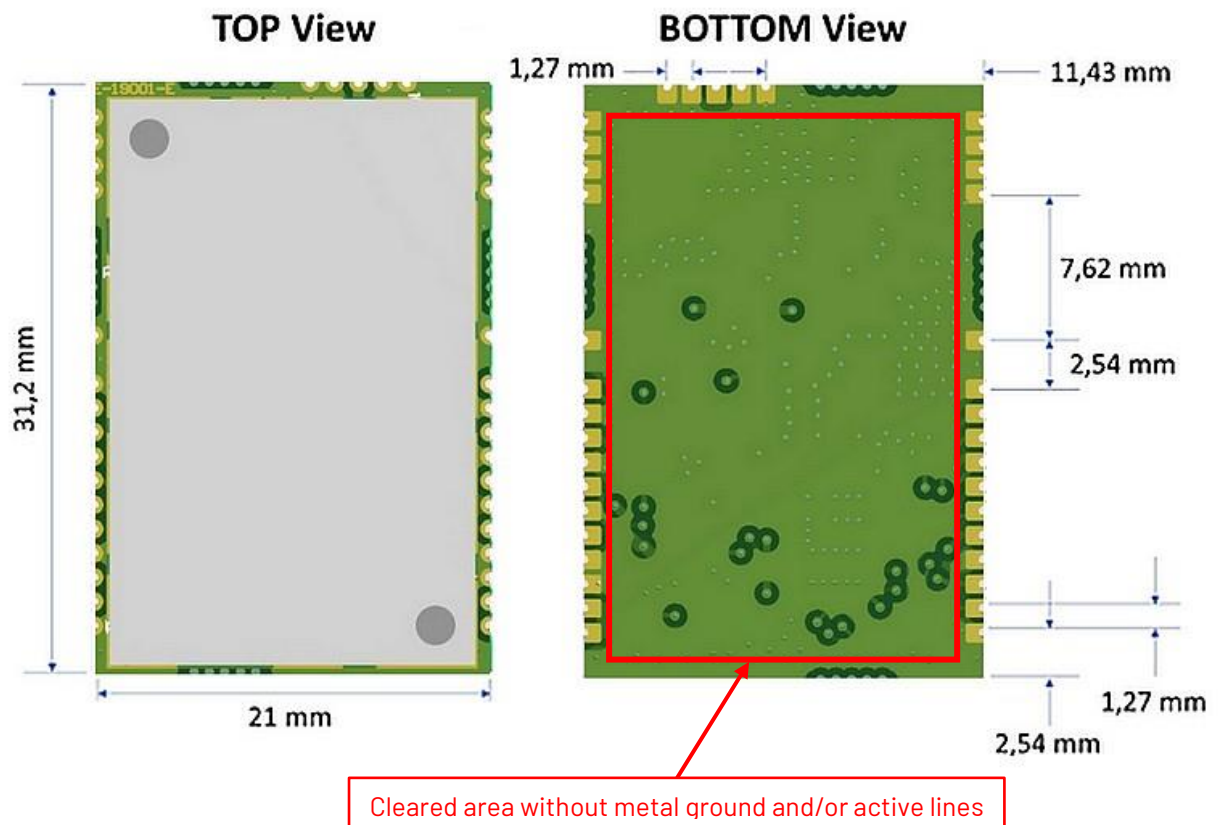 TOP View
BOTTOM View
1,27 mm
11,43 mm
E-19001-E
7,62 mm
2,54 mm
31,2 mm
21 mm
1,27 mm
2,54 mm
Cleared area without metal ground and/or active lines